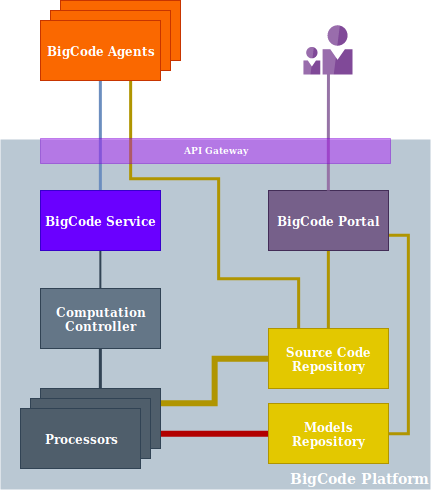 BigCode Agents
API Gateway
BigCode Service
BigCode Portal
Computation
Controller
Source Code
Repository
Processors
Models
Repository
BigCode Platform